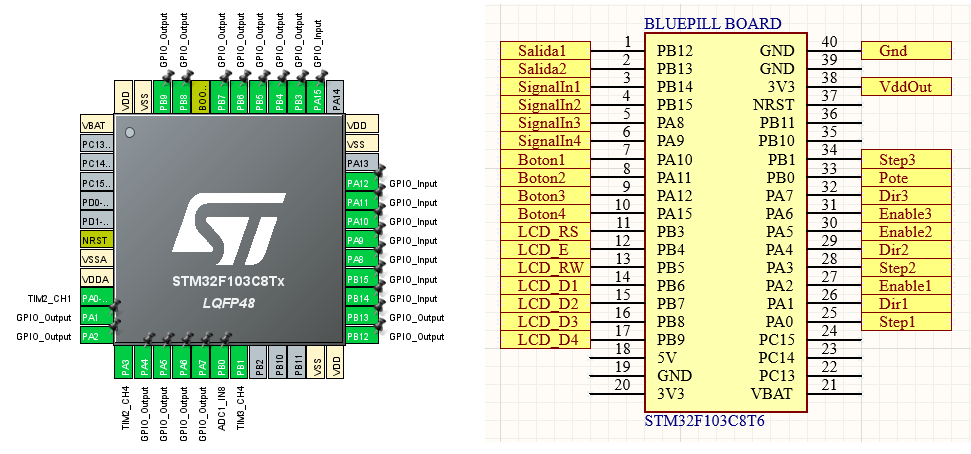 GPIO_Output
GPIO_Output
GPIO_Output
GPIO_Output
GPIO_Output
GPIO_Output
GPIO_Output
GPIO_Input
VDD
VSS
PB9
PB8
BOO..
PB7
PB6
PB5
PB4
PB3
PA15
PA14
VBAT
PC13..
PC14..
PC15..
PD0-..
PD1-..
NRST
VSSA
VDDA
TIM2_CH1 PA0-..
GPIO_Output PA1
GPIO_Output PA2
STM32F103C8Tx
LQFP48
VDD
VSS
PA13
PA12 GPIO_Input
PA11 GPIO_Input
PA10 GPIO_Input
PA9 GPIO_Input
PA8 GPIO_Input
PB15 GPIO_Input
PB14 GPIO_Input
PB13 GPIO_Output
PB12 GPIO_Output
PA3
PA4
PA5
PA6
PA7
PB0
PB1
PB2
PB10
PB11
VSS
VDD
TIM2_CH4
GPIO_Output
GPIO_Output
GPIO_Output
GPIO_Output
ADC1_IN8
TIM3_CH4
BLUEPILL BOARD
Salida1 1 PB12 GND 40 Gnd
Salida2 2 PB13 GND 39
SignalIn1 3 PB14 3V3 38 VddOut
SignalIn2 4 PB15 NRST 37
SignalIn3 5 PA8 PB11 36
SignalIn4 6 PA9 PB10 35
Boton1 7 PA10 PB1 34 Step3
Boton2 8 PA11 PB0 33 Pote
Boton3 9 PA12 PA7 32 Dir3
Boton4 10 PA15 PA6 31 Enable3
LCD_RS 11 PB3 PA5 30 Enable2
LCD_E 12 PB4 PA4 29 Dir2
LCD_RW 13 PB5 PA3 28 Step2
LCD_D1 14 PB6 PA2 27 Enable1
LCD_D2 15 PB7 PA1 26 Dir1
LCD_D3 16 PB8 PA0 25 Step1
LCD_D4 17 PB9 PC15 24
18 5V PC14 23
19 GND PC13 22
20 3V3 VBAT 21
STM32F103C8T6